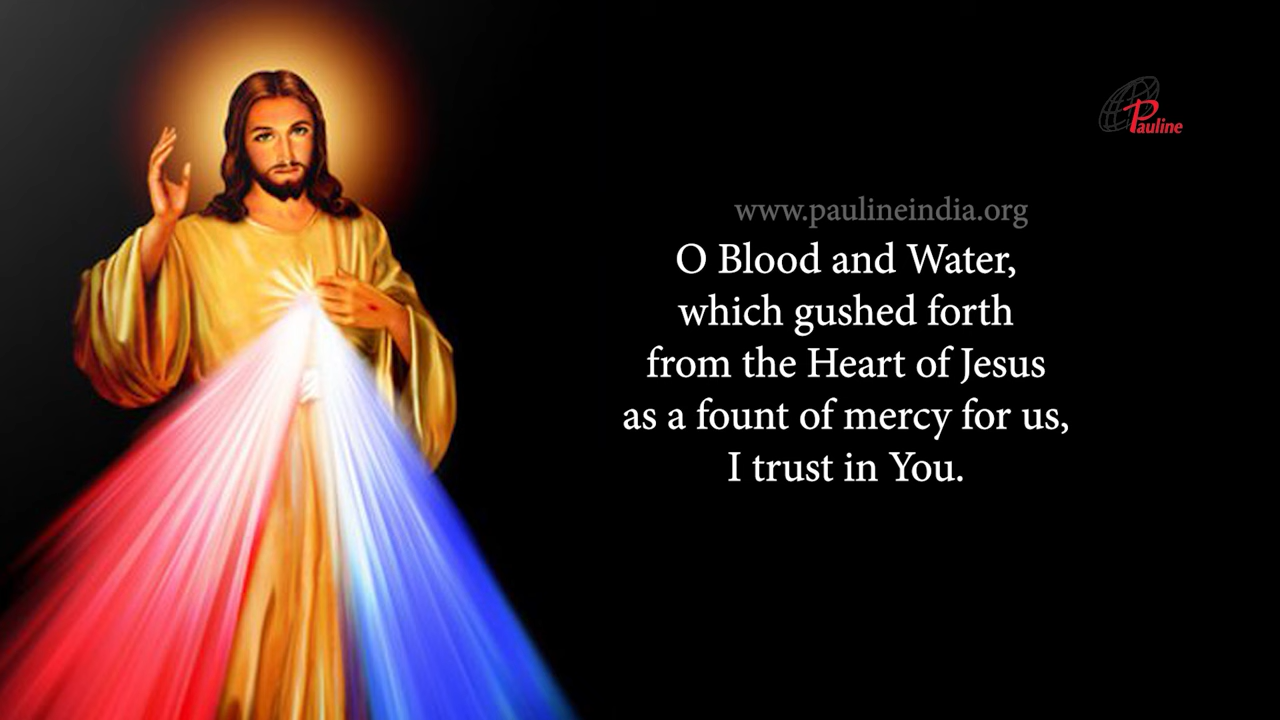 Pauline
www.paulineindia.org
O Blood and Water,
which gushed forth
from the Heart of Jesus
as a fount of mercy for us,
I trust in You.